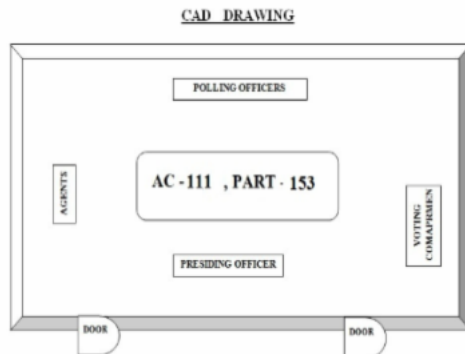 CAD DRAWING
POLLING OFFICERS
AC -111 , PART - 153
AGENTS
VOTING
COMAPRMEN
PRESIDING OFFICER
DOOR
DOOR